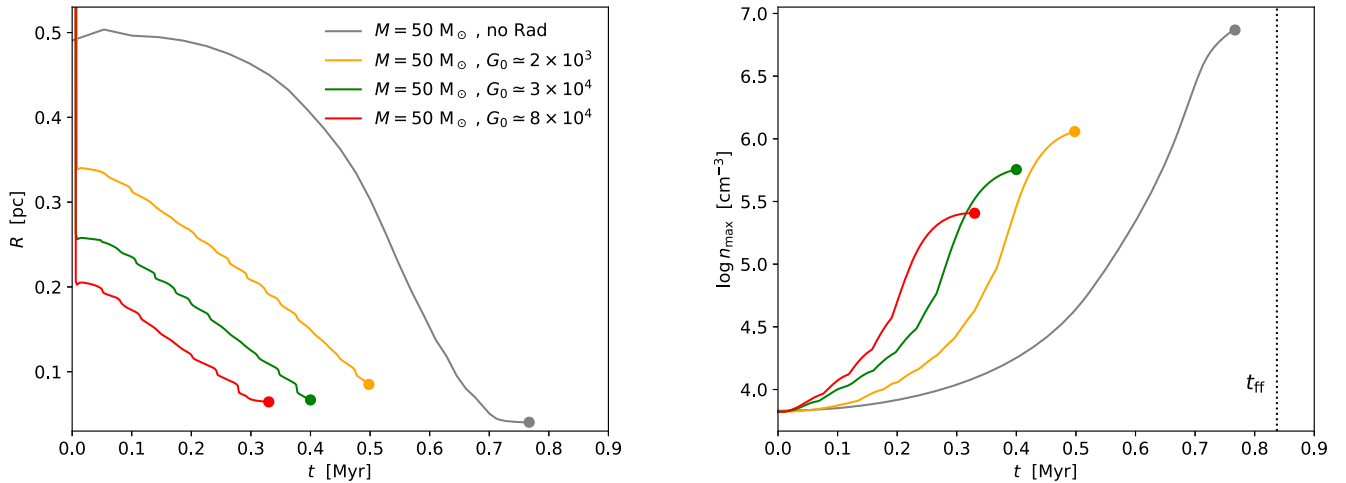 0.5
0.4
0.3
0.2
0.1
R [pc]
0.0 0.1 0.2 0.3 0.4 0.5 0.6 0.7 0.8 0.9
t [Myr]
M = 50 M⊙ , no Rad
M = 50 M⊙ , G₀ ≃ 2 × 10³
M = 50 M⊙ , G₀ ≃ 3 × 10⁴
M = 50 M⊙ , G₀ ≃ 8 × 10⁴
7.0
6.5
6.0
5.5
5.0
4.5
4.0
log nₘₐₓ [cm⁻³]
t_ff
0.0 0.1 0.2 0.3 0.4 0.5 0.6 0.7 0.8 0.9
t [Myr]